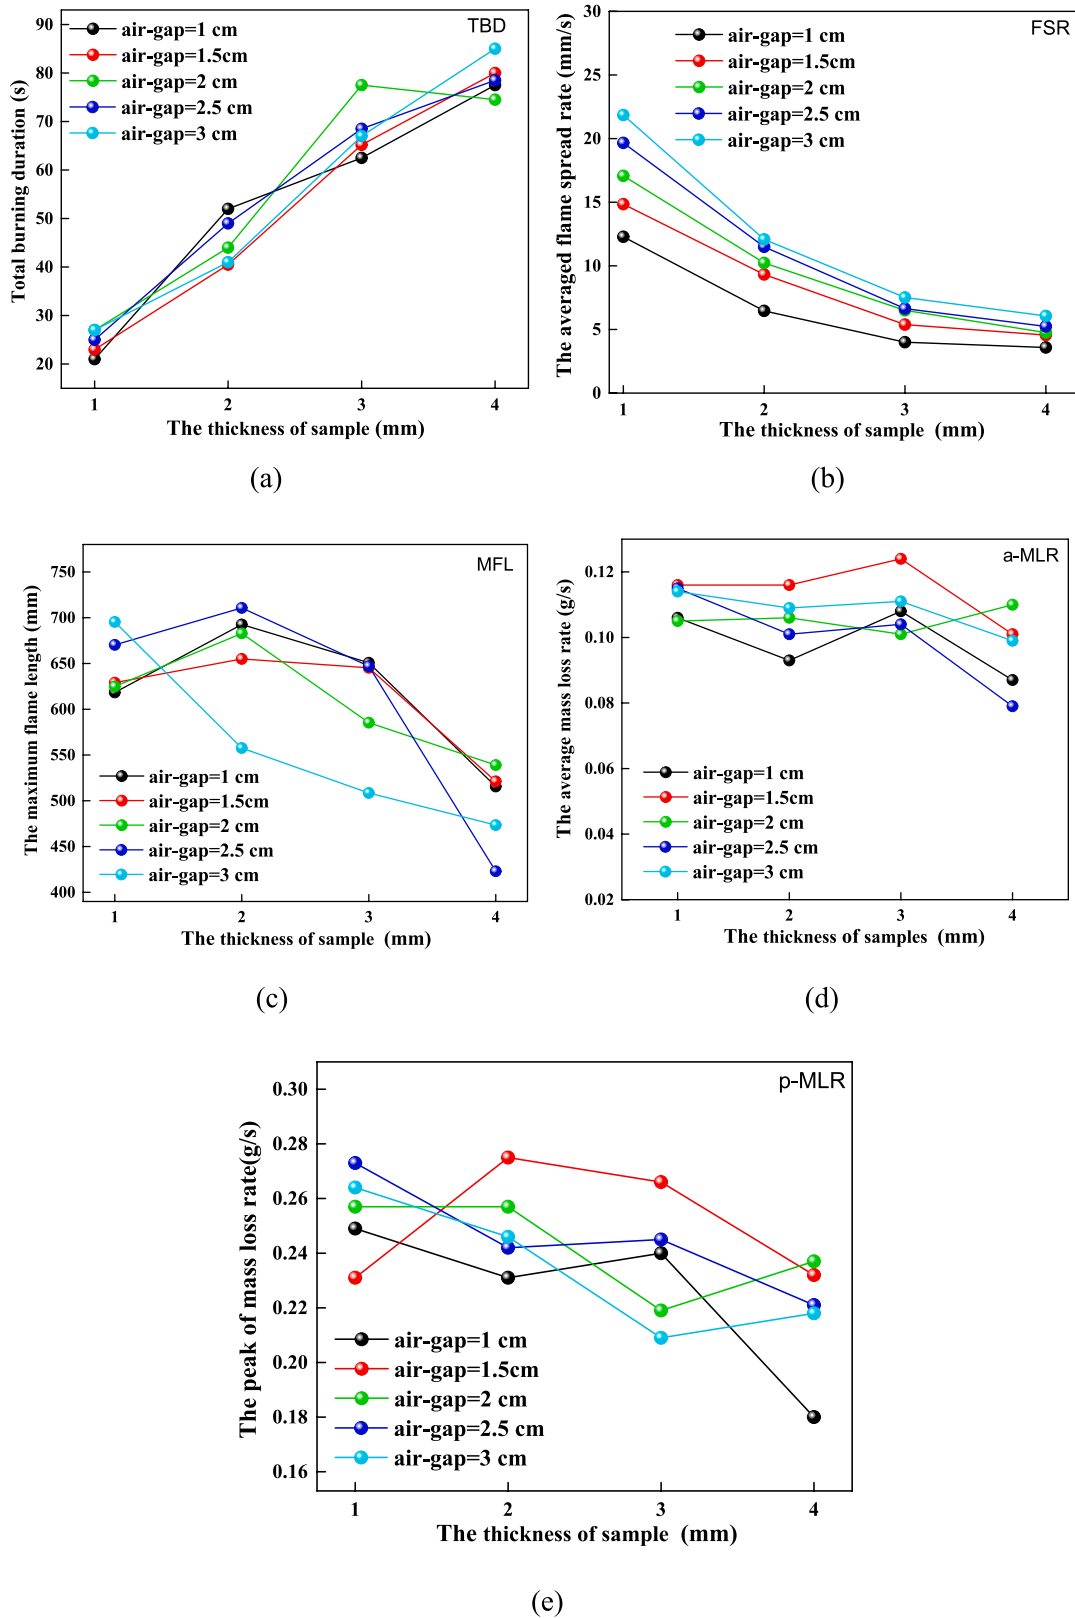 TBD
air-gap=1 cm
air-gap=1.5cm
air-gap=2 cm
air-gap=2.5 cm
air-gap=3 cm
90
80
70
60
50
40
30
20
Total burning duration (s)
1 2 3 4
The thickness of sample (mm)
(a)
FSR
air-gap=1 cm
air-gap=1.5cm
air-gap=2 cm
air-gap=2.5 cm
air-gap=3 cm
30
25
20
15
10
5
0
The averaged flame spread rate (mm/s)
1 2 3 4
The thickness of sample (mm)
(b)
MFL
750
700
650
600
550
500
450
400
The maximum flame length (mm)
air-gap=1 cm
air-gap=1.5cm
air-gap=2 cm
air-gap=2.5 cm
air-gap=3 cm
1 2 3 4
The thickness of sample (mm)
(c)
a-MLR
0.12
0.10
0.08
0.06
0.04
0.02
The average mass loss rate (g/s)
air-gap=1 cm
air-gap=1.5cm
air-gap=2 cm
air-gap=2.5 cm
air-gap=3 cm
1 2 3 4
The thickness of samples (mm)
(d)
p-MLR
0.30
0.28
0.26
0.24
0.22
0.20
0.18
0.16
The peak of mass loss rate(g/s)
air-gap=1 cm
air-gap=1.5cm
air-gap=2 cm
air-gap=2.5 cm
air-gap=3 cm
1 2 3 4
The thickness of sample (mm)
(e)